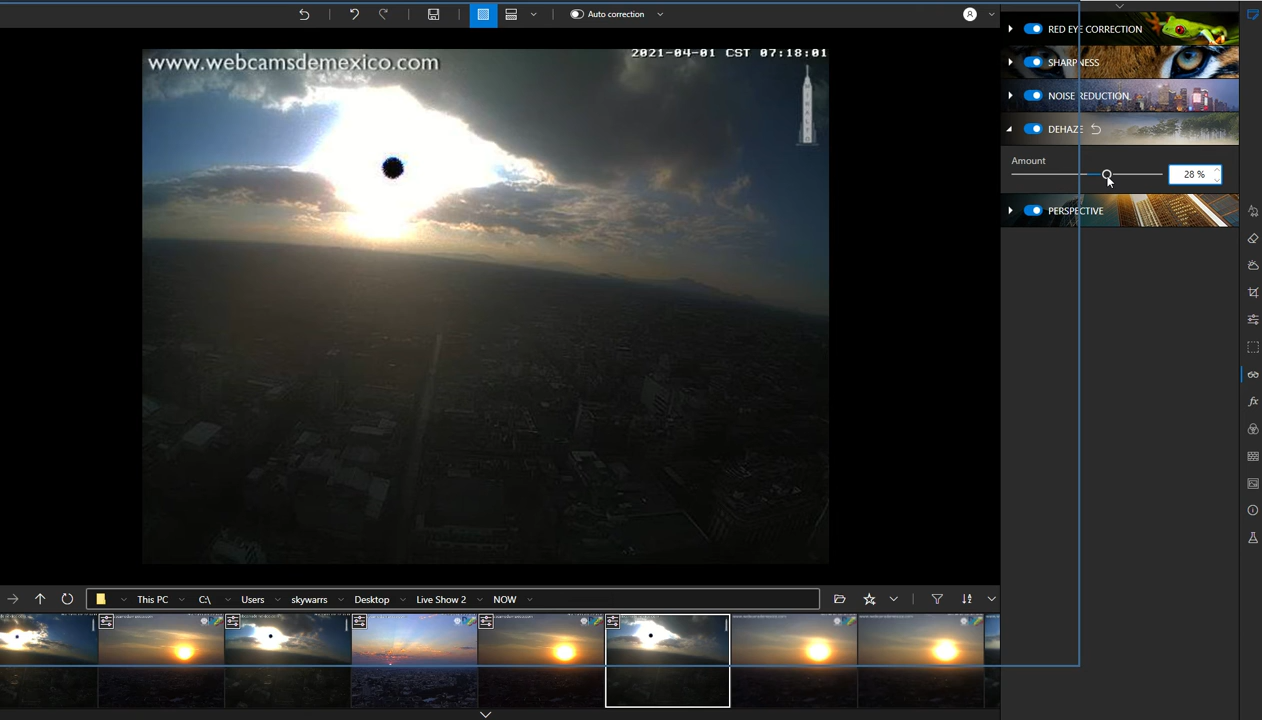 Auto correction
www.webcamsdemexico.com
2021-04-01 CST 07:18:01
RED EYE CORRECTION
SHARPNESS
NOISE REDUCTION
DEHAZE
Amount
28 %
PERSPECTIVE
This PC
C:\
Users
skywarrs
Desktop
Live Show 2
NOW